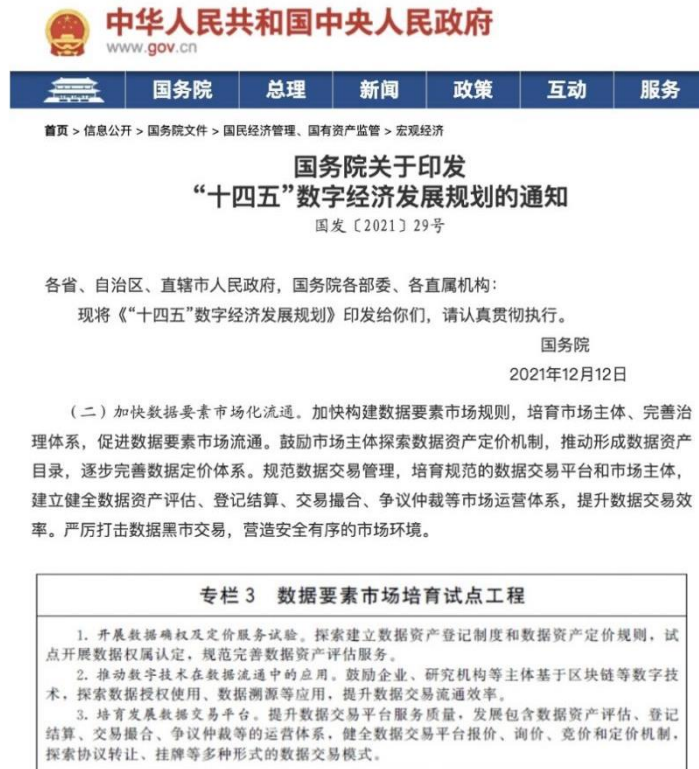 中华人民共和国中央人民政府
www.gov.cn
国务院 总理 新闻 政策 互动 服务
首页 > 信息公开 > 国务院文件 > 国民经济管理、国有资产监管 > 宏观经济
国务院关于印发
“十四五”数字经济发展规划的通知
国发〔2021〕29号
各省、自治区、直辖市人民政府，国务院各部委、各直属机构：
现将《“十四五”数字经济发展规划》印发给你们，请认真贯彻执行。
国务院
2021年12月12日
（二）加快数据要素市场化流通。加快构建数据要素市场规则，培育市场主体、完善治
理体系，促进数据要素市场流通。鼓励市场主体探索数据资产定价机制，推动形成数据资产
目录，逐步完善数据定价体系。规范数据交易管理，培育规范的数据交易平台和市场主体，
建立健全数据资产评估、登记结算、交易撮合、争议仲裁等市场运营体系，提升数据交易效
率。严厉打击数据黑市交易，营造安全有序的市场环境。
专栏 3 数据要素市场培育试点工程
1. 开展数据确权及定价服务试验。探索建立数据资产登记制度和数据资产定价规则，试
点开展数据权属认定，规范完善数据资产评估服务。
2. 推动数字技术在数据流通中的应用。鼓励企业、研究机构等主体基于区块链等数字技
术，探索数据授权使用、数据溯源等应用，提升数据交易流通效率。
3. 培育发展数据交易平台。提升数据交易平台服务质量，发展包含数据资产评估、登记
结算、交易撮合、争议仲裁等的运营体系，健全数据交易平台报价、询价、竞价和定价机制，
探索协议转让、挂牌等多种形式的数据交易模式。